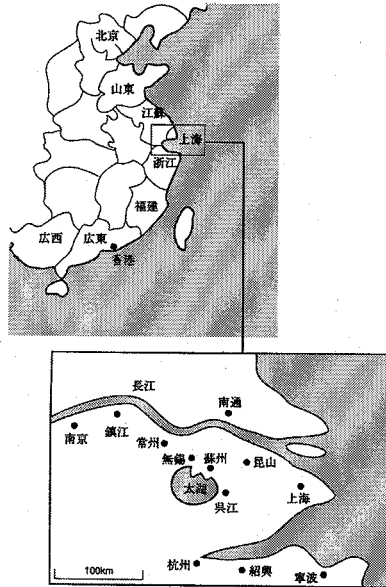 北京
山東
江蘇
上海
浙江
福建
広西
広東
香港
長江
南通
南京
鎮江
常州
無錫
蘇州
昆山
太湖
呉江
上海
100km
杭州
紹興
寧波